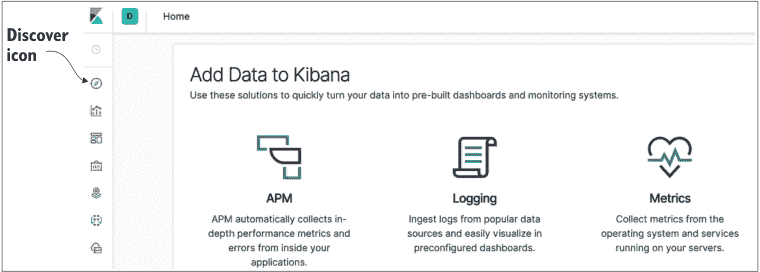 Discover
icon
D
Home
Add Data to Kibana
Use these solutions to quickly turn your data into pre-built dashboards and monitoring systems.
APM
APM automatically collects in-
depth performance metrics and
errors from inside your
applications.
Logging
Ingest logs from popular data
sources and easily visualize in
preconfigured dashboards.
Metrics
Collect metrics from the
operating system and services
running on your servers.